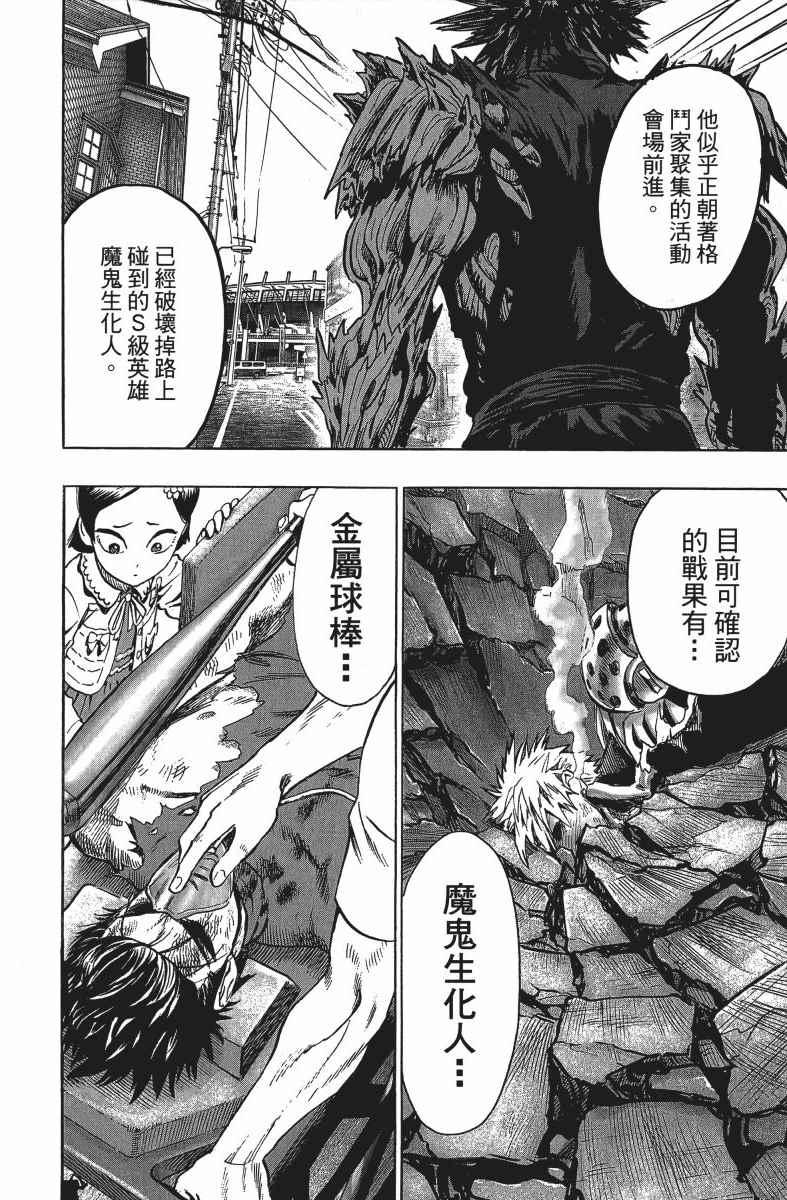 他似乎正朝著格
鬥家聚集的活動
會場前進。
已經破壞掉路上
碰到的S級英雄
魔鬼生化人。
目前可確認
的戰果有…
魔鬼生化人…
金屬球棒…